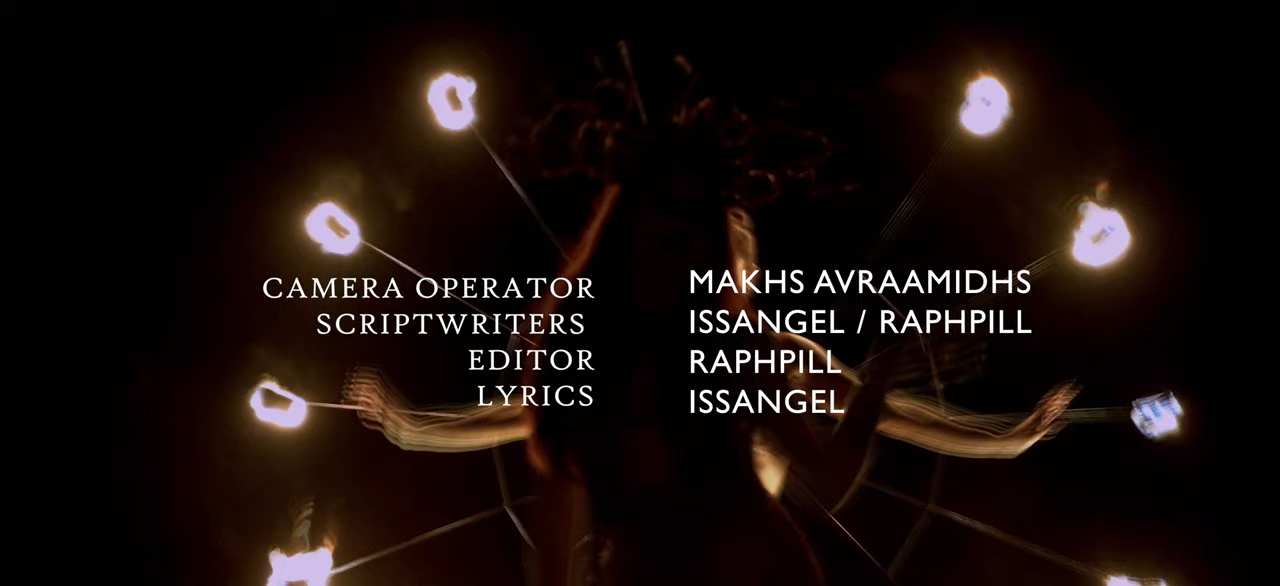 CAMERA OPERATOR MAKHS AVRAAMIDHS
SCRIPTWRITERS ISSANGEL / RAPHPILL
EDITOR RAPHPILL
LYRICS ISSANGEL